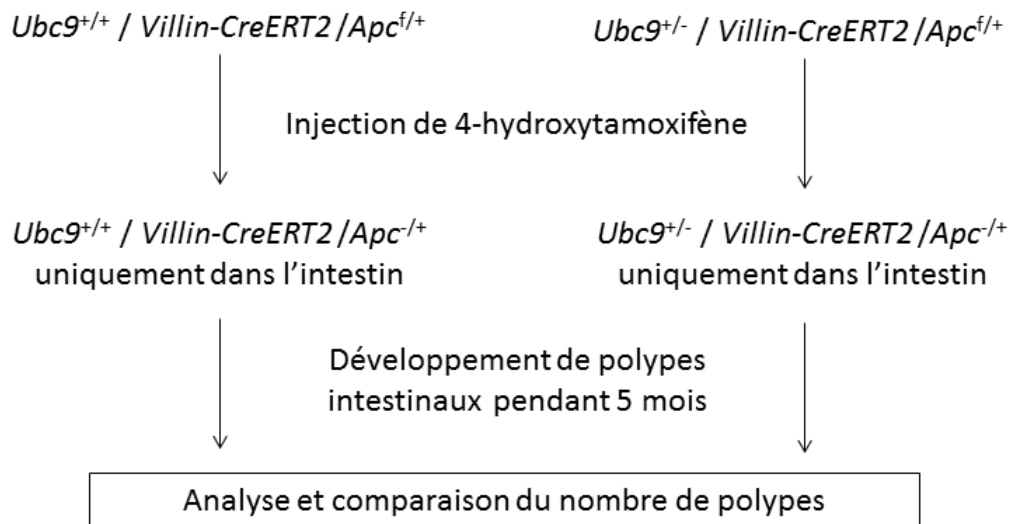 Ubc9+/+ / Villin-CreERT2 /Apcf/+
Ubc9+/- / Villin-CreERT2 /Apcf/+
Injection de 4-hydroxytamoxifène
Ubc9+/+ / Villin-CreERT2 /Apc-/+
uniquement dans l'intestin
Ubc9+/- / Villin-CreERT2 /Apc-/+
uniquement dans l'intestin
Développement de polypes
intestinaux pendant 5 mois
Analyse et comparaison du nombre de polypes